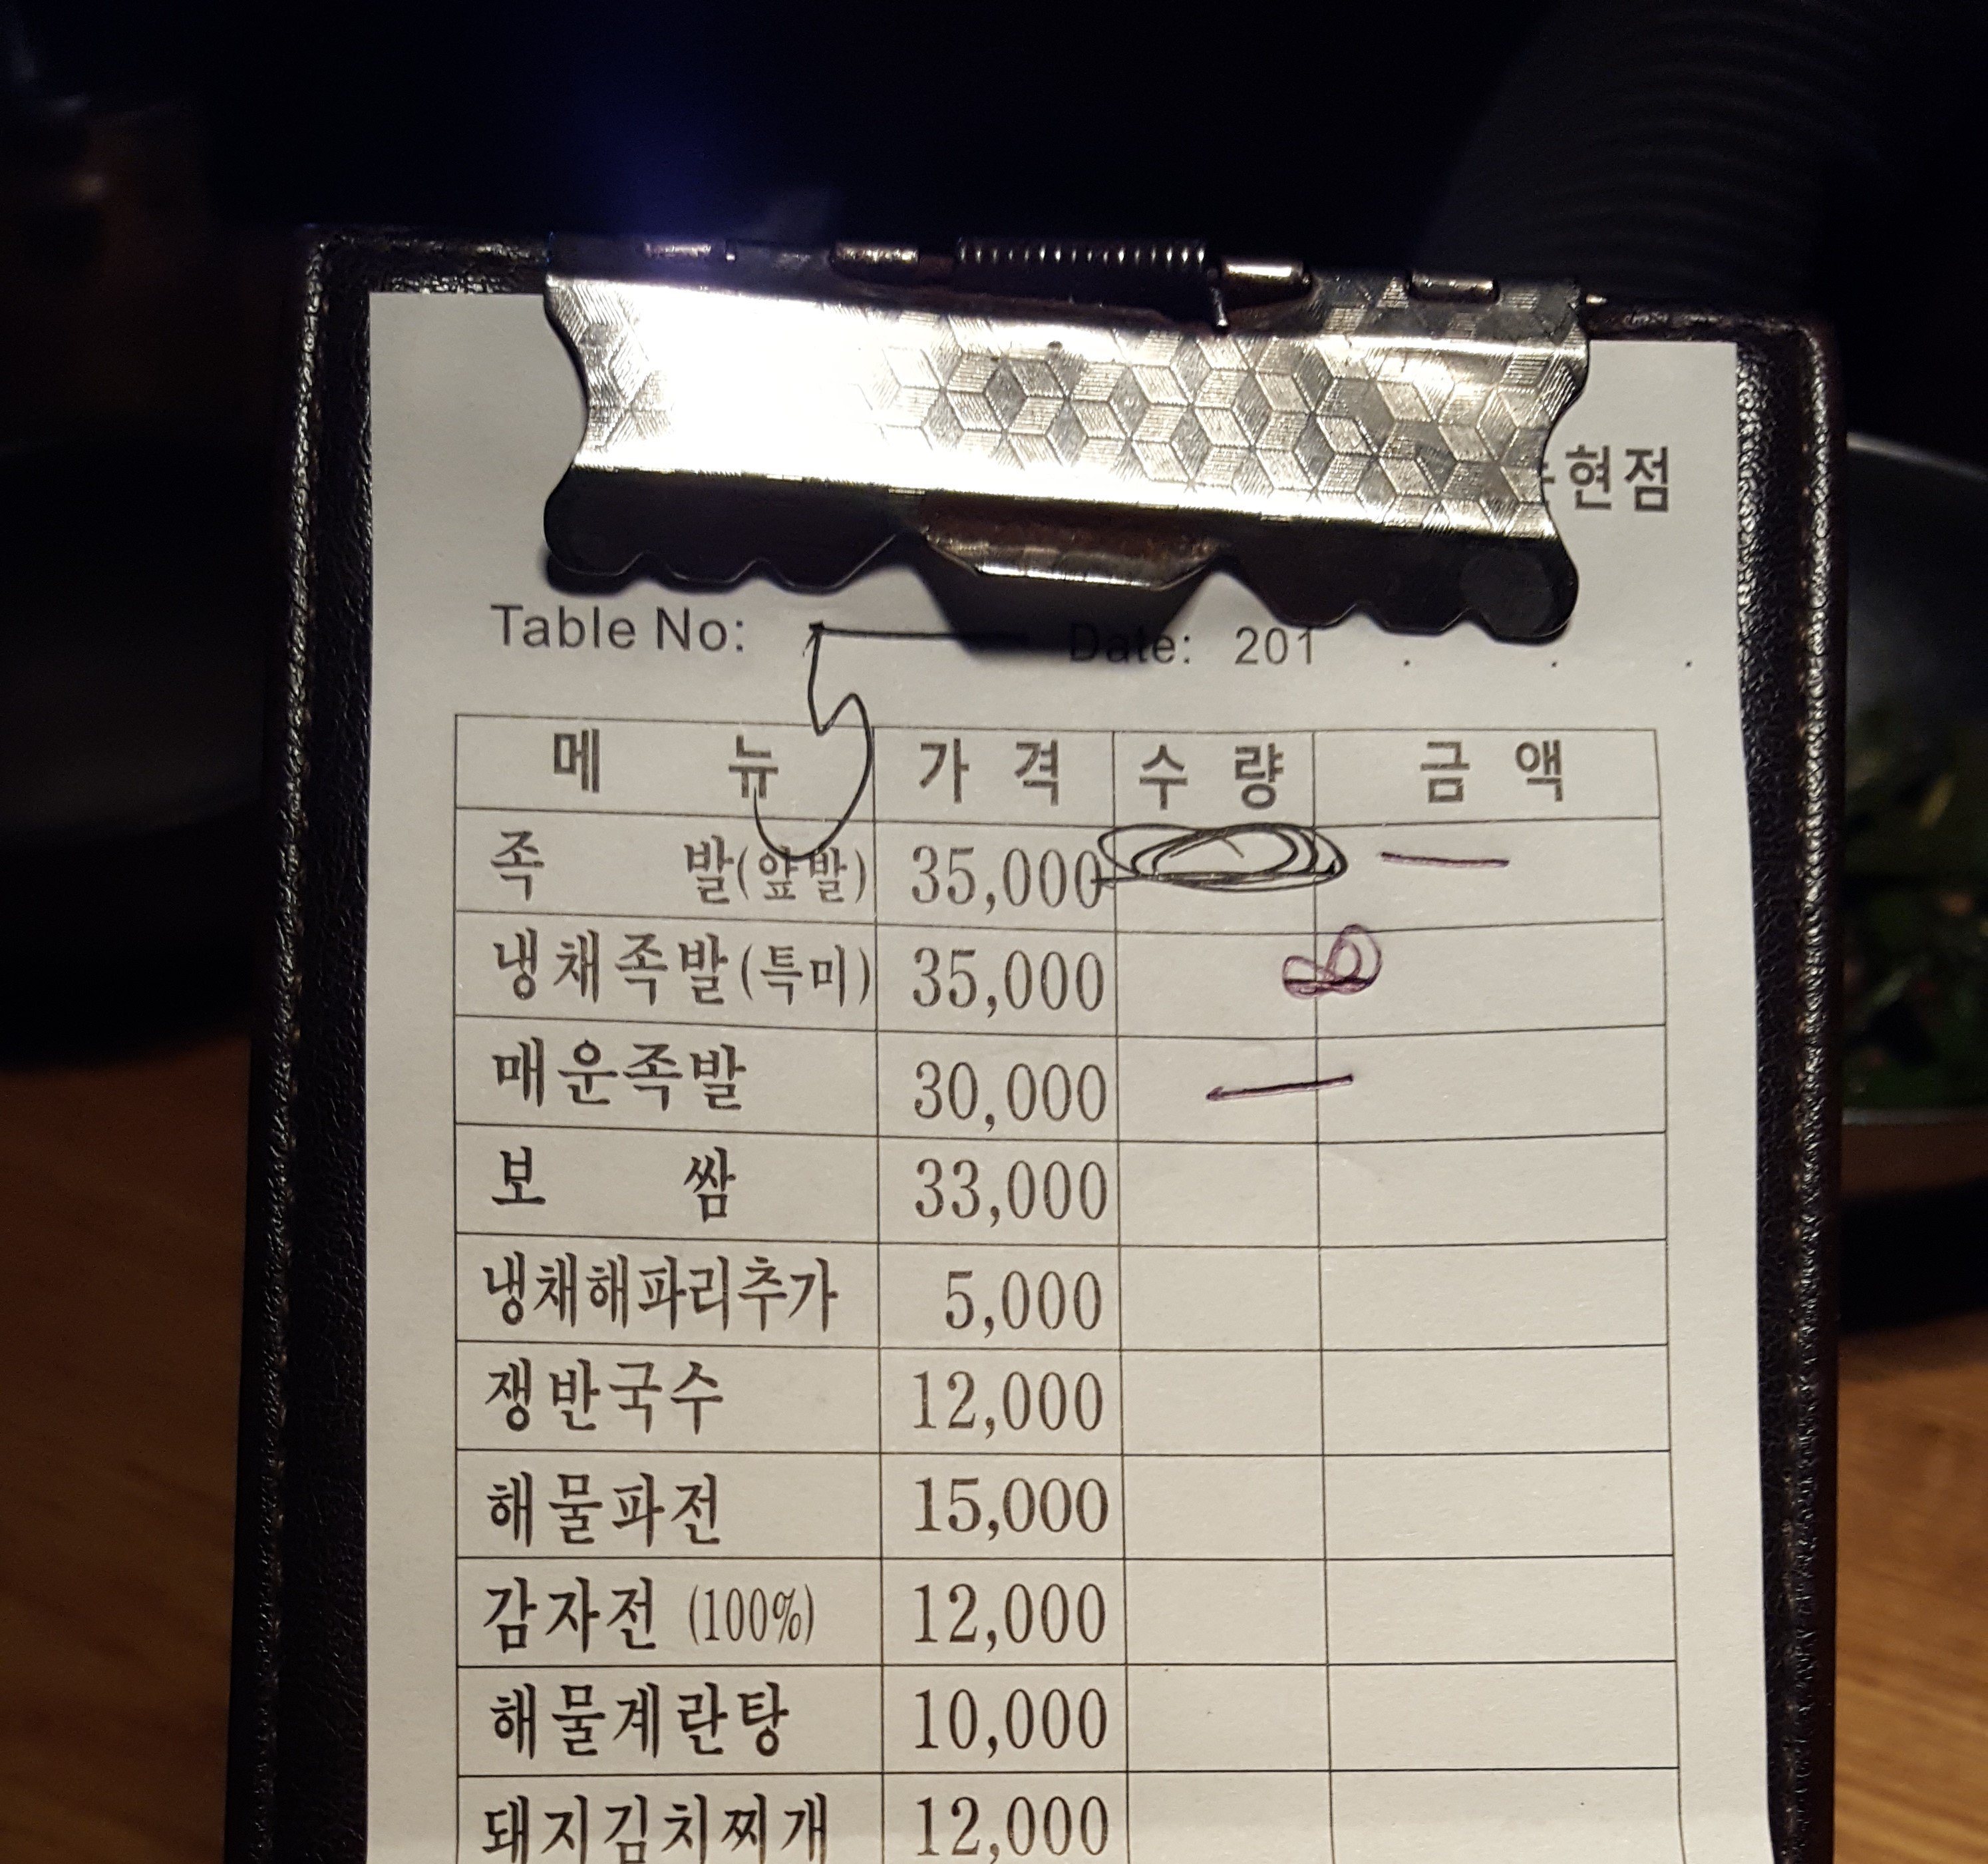 현점
Table No: 5 Date: 201 . . .
메 뉴 가 격 수 량 금 액
족 발(앞발) 35,000 —
냉채족발(특미) 35,000
매운족발 30,000 —
보 쌈 33,000
냉채해파리추가 5,000
쟁반국수 12,000
해물파전 15,000
감자전 (100%) 12,000
해물계란탕 10,000
돼지김치찌개 12,000